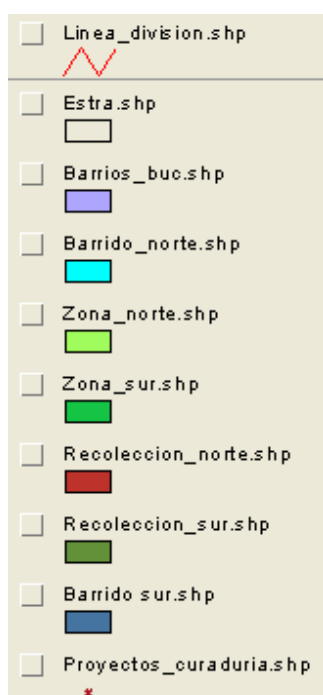 Linea_division.shp
Estra.shp
Barrios_buc.shp
Barrido_norte.shp
Zona_norte.shp
Zona_sur.shp
Recoleccion_norte.shp
Recoleccion_sur.shp
Barrido sur.shp
Proyectos_curaduria.shp